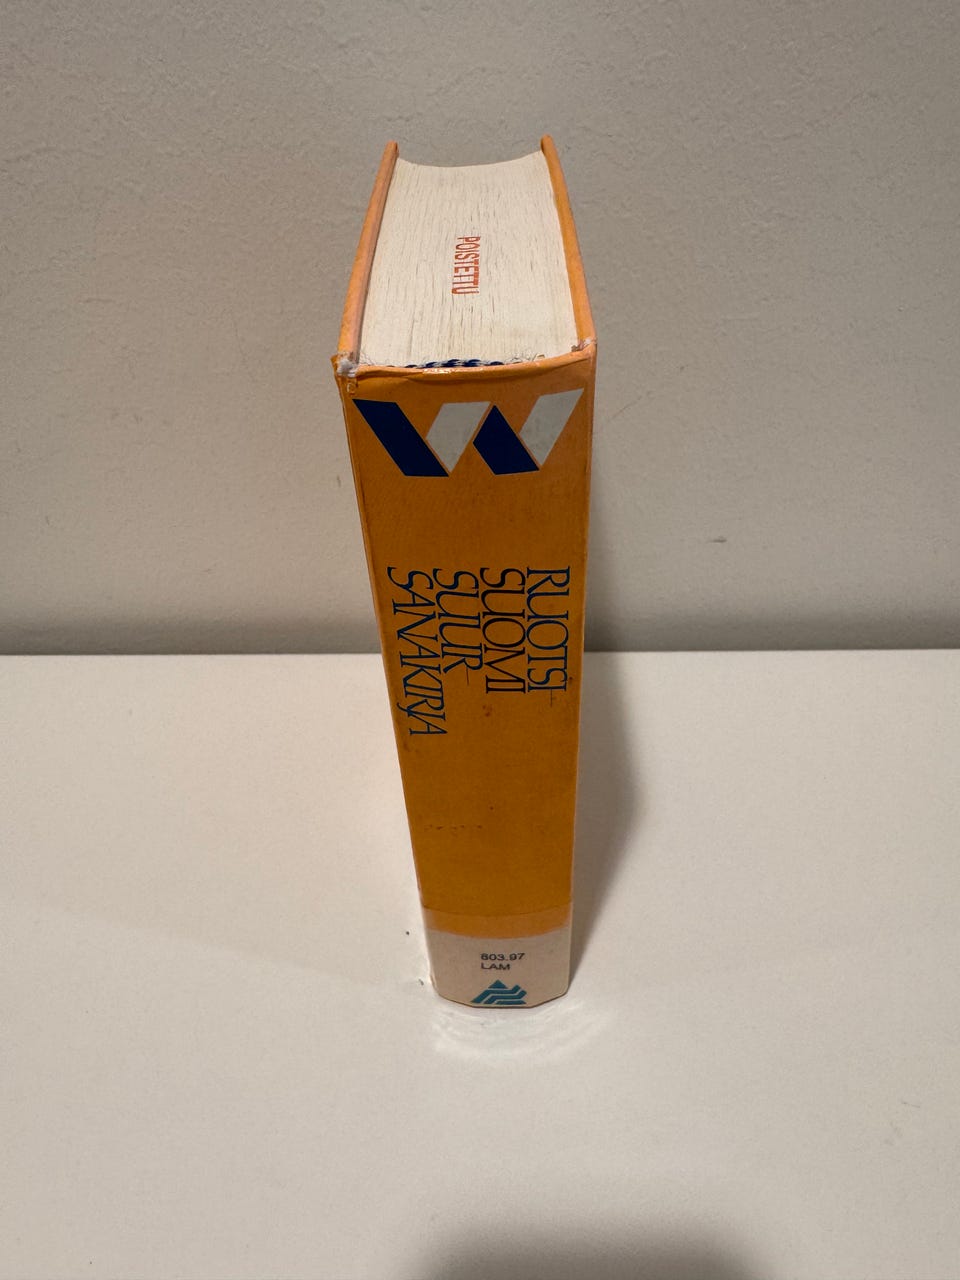 POISTETTU
W
RUOTSI-
SUOMI
SUUR-
SANAKIRJA
803.97
LAM